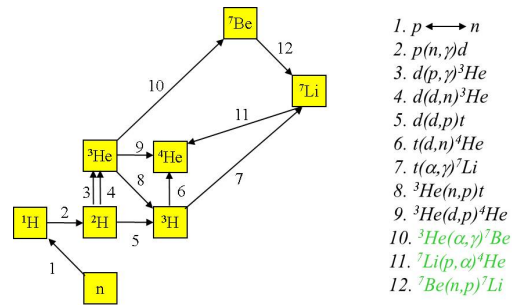 ⁷Be
12
10
⁷Li
11
³He
9
⁴He
8
7
3
4
6
¹H
2
²H
5
³H
1
n
1. p ⟷ n
2. p(n,γ)d
3. d(p,γ)³He
4. d(d,n)³He
5. d(d,p)t
6. t(d,n)⁴He
7. t(α,γ)⁷Li
8. ³He(n,p)t
9. ³He(d,p)⁴He
10. ³He(α,γ)⁷Be
11. ⁷Li(p,α)⁴He
12. ⁷Be(n,p)⁷Li